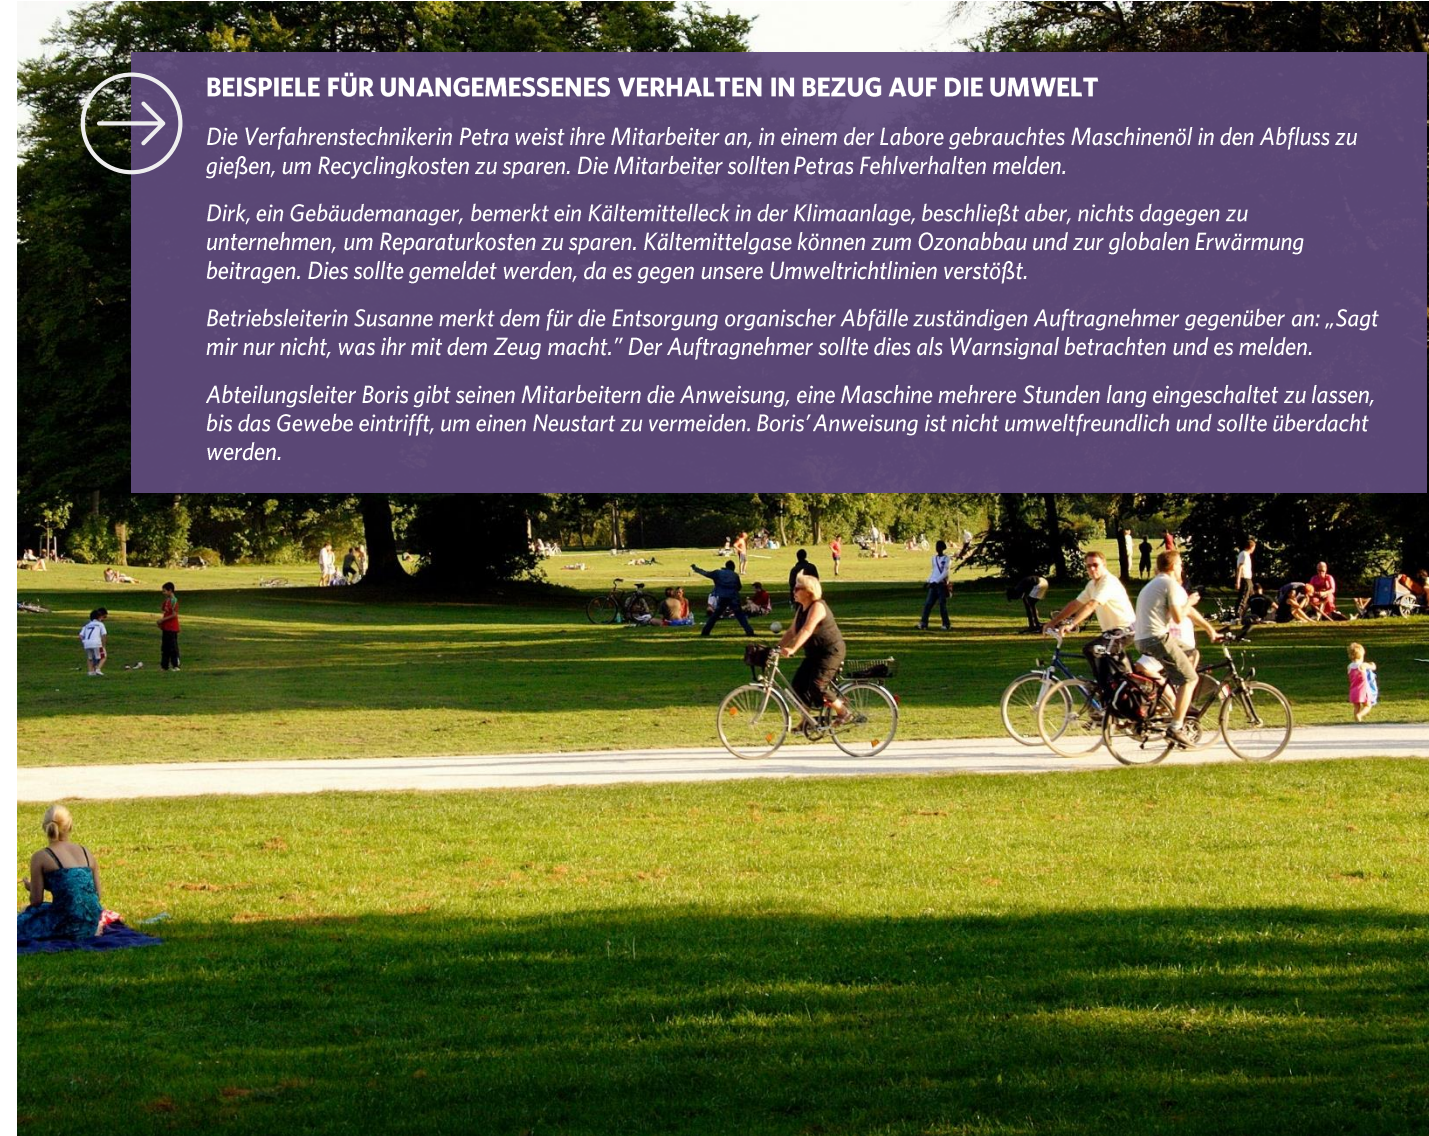 BEISPIELE FÜR UNANGEMESSENES VERHALTEN IN BEZUG AUF DIE UMWELT
Die Verfahrenstechnikerin Petra weist ihre Mitarbeiter an, in einem der Labore gebrauchtes Maschinenöl in den Abfluss zu
gießen, um Recyclingkosten zu sparen. Die Mitarbeiter sollten Petras Fehlverhalten melden.
Dirk, ein Gebäudemanager, bemerkt ein Kältemittelleck in der Klimaanlage, beschließt aber, nichts dagegen zu
unternehmen, um Reparaturkosten zu sparen. Kältemittelgase können zum Ozonabbau und zur globalen Erwärmung
beitragen. Dies sollte gemeldet werden, da es gegen unsere Umweltrichtlinien verstößt.
Betriebsleiterin Susanne merkt dem für die Entsorgung organischer Abfälle zuständigen Auftragnehmer gegenüber an: „Sagt
mir nur nicht, was ihr mit dem Zeug macht.” Der Auftragnehmer sollte dies als Warnsignal betrachten und es melden.
Abteilungsleiter Boris gibt seinen Mitarbeitern die Anweisung, eine Maschine mehrere Stunden lang eingeschaltet zu lassen,
bis das Gewebe eintrifft, um einen Neustart zu vermeiden. Boris’ Anweisung ist nicht umweltfreundlich und sollte überdacht
werden.
7